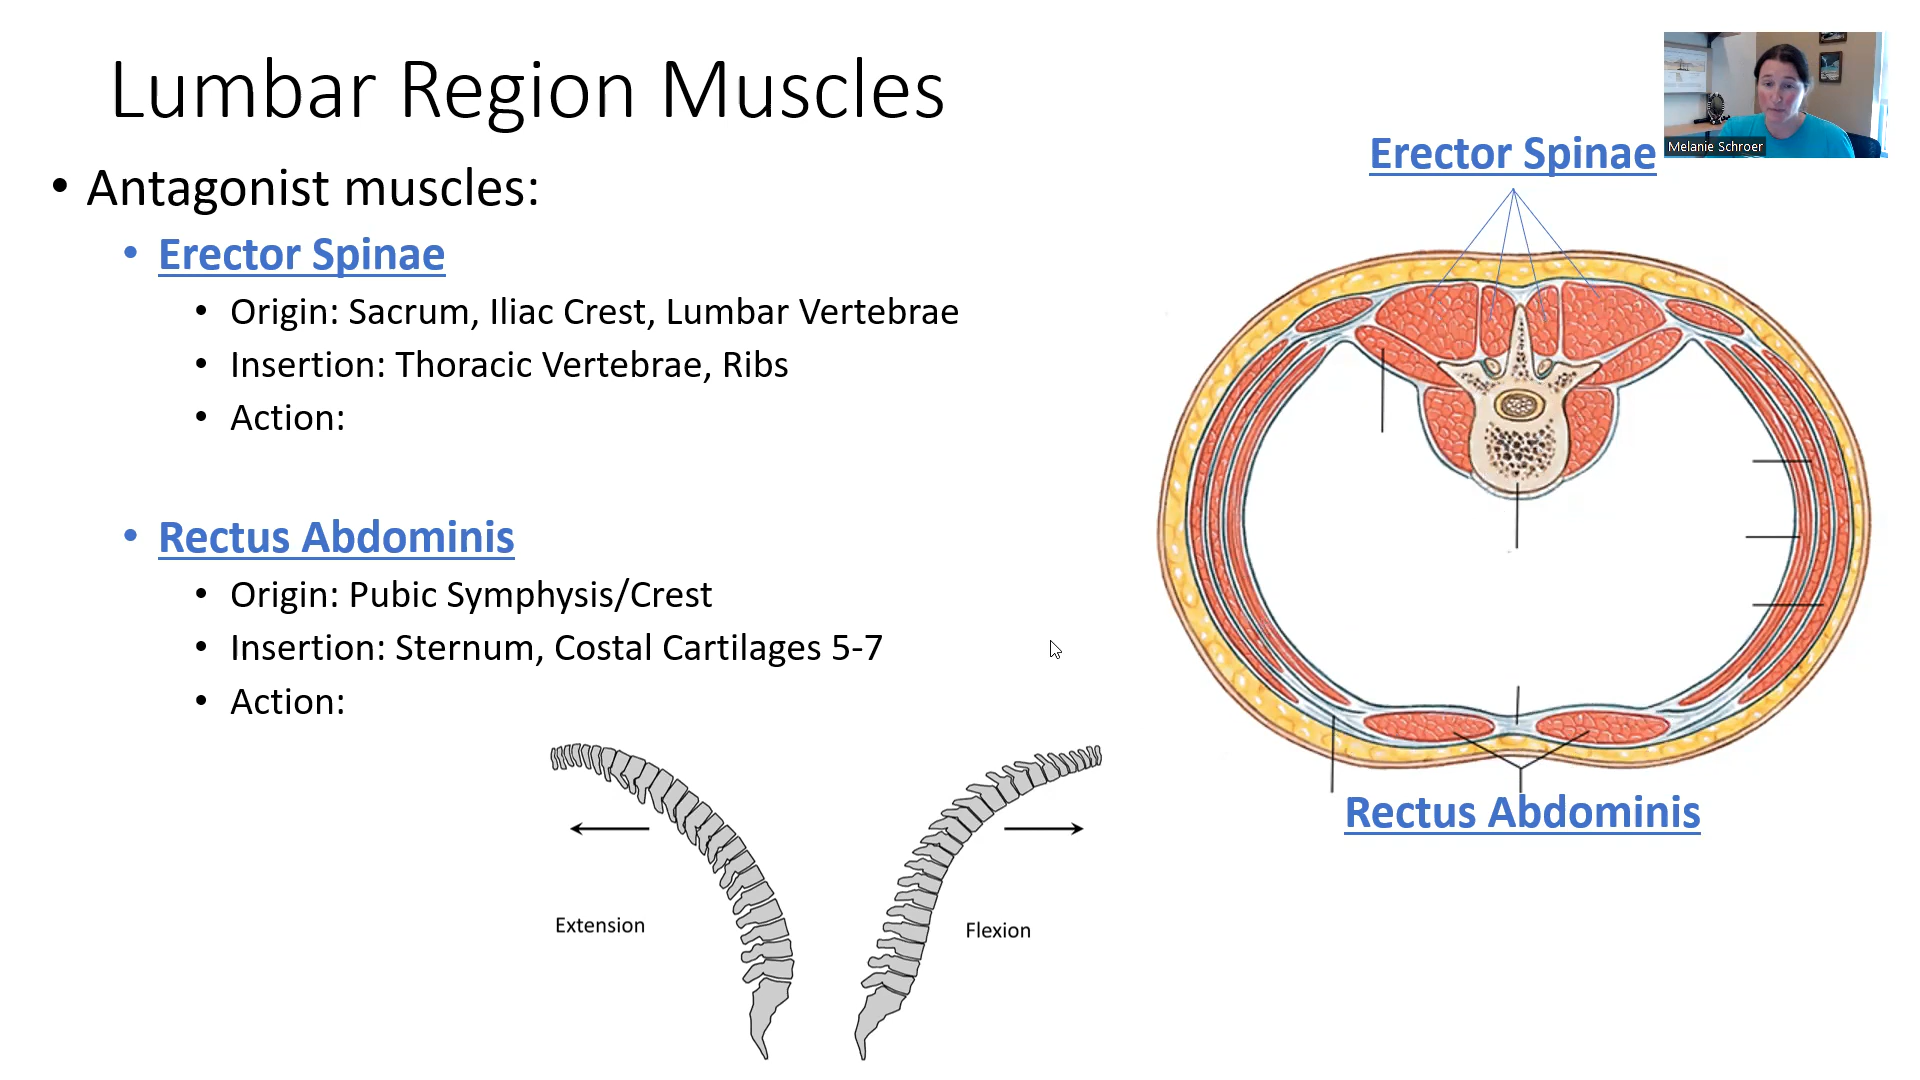 Lumbar Region Muscles
Melanie Schroer
Erector Spinae
• Antagonist muscles:
• Erector Spinae
• Origin: Sacrum, Iliac Crest, Lumbar Vertebrae
• Insertion: Thoracic Vertebrae, Ribs
• Action:
• Rectus Abdominis
• Origin: Pubic Symphysis/Crest
• Insertion: Sternum, Costal Cartilages 5-7
• Action:
Rectus Abdominis
Extension
Flexion